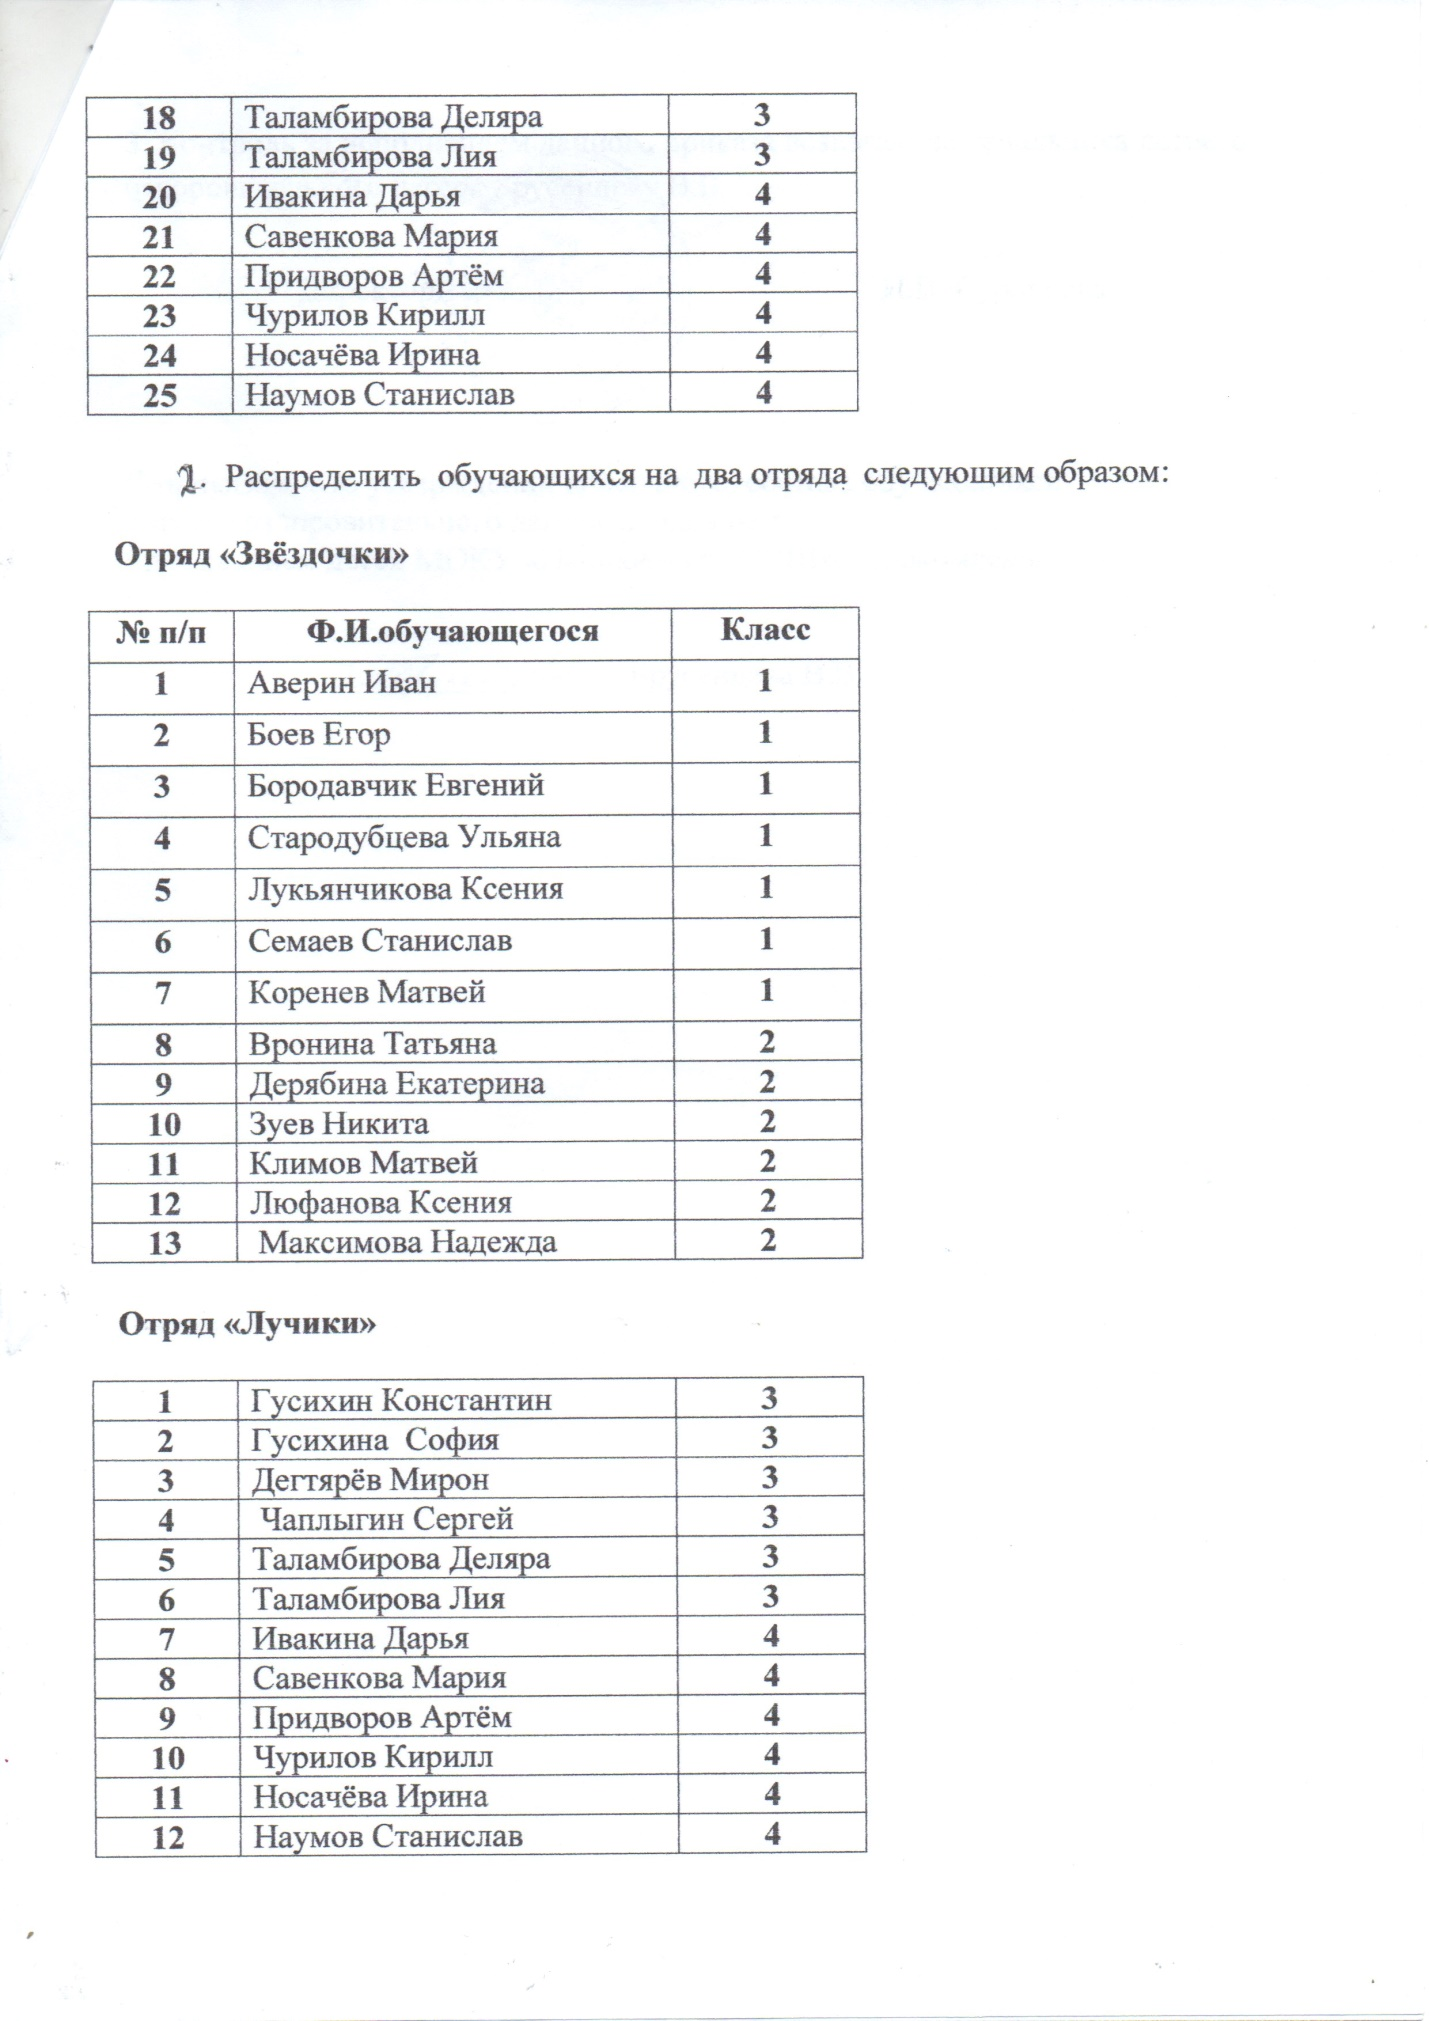 18 Таламбирова Деляра 3
19 Таламбирова Лия 3
20 Ивакина Дарья 4
21 Савенкова Мария 4
22 Придворов Артём 4
23 Чурилов Кирилл 4
24 Носачёва Ирина 4
25 Наумов Станислав 4
2. Распределить обучающихся на два отряда следующим образом:
Отряд «Звёздочки»
№ п/п Ф.И.обучающегося Класс
1 Аверин Иван 1
2 Боев Егор 1
3 Бородавчик Евгений 1
4 Стародубцева Ульяна 1
5 Лукьянчикова Ксения 1
6 Семаев Станислав 1
7 Коренев Матвей 1
8 Вронина Татьяна 2
9 Дерябина Екатерина 2
10 Зуев Никита 2
11 Климов Матвей 2
12 Люфанова Ксения 2
13 Максимова Надежда 2
Отряд «Лучики»
1 Гусихин Константин 3
2 Гусихина София 3
3 Дегтярёв Мирон 3
4 Чаплыгин Сергей 3
5 Таламбирова Деляра 3
6 Таламбирова Лия 3
7 Ивакина Дарья 4
8 Савенкова Мария 4
9 Придворов Артём 4
10 Чурилов Кирилл 4
11 Носачёва Ирина 4
12 Наумов Станислав 4